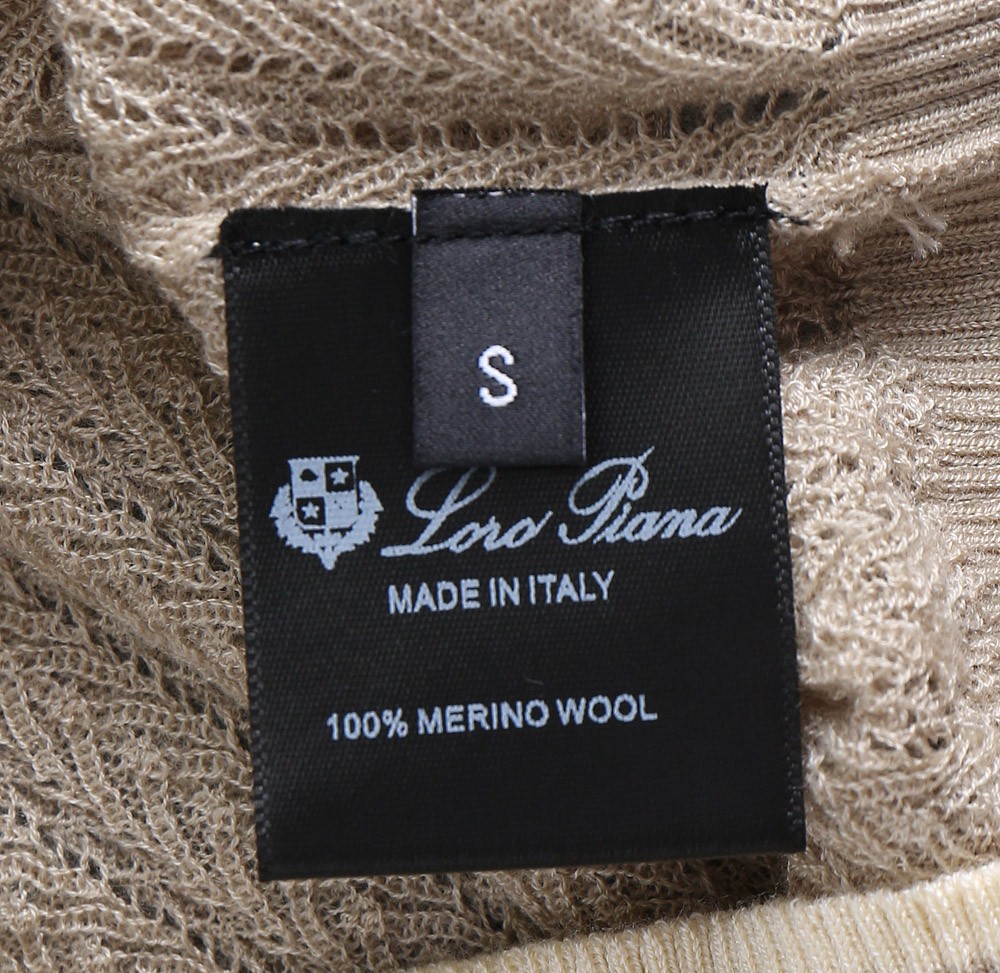 S
Loro Piana
MADE IN ITALY
100% MERINO WOOL